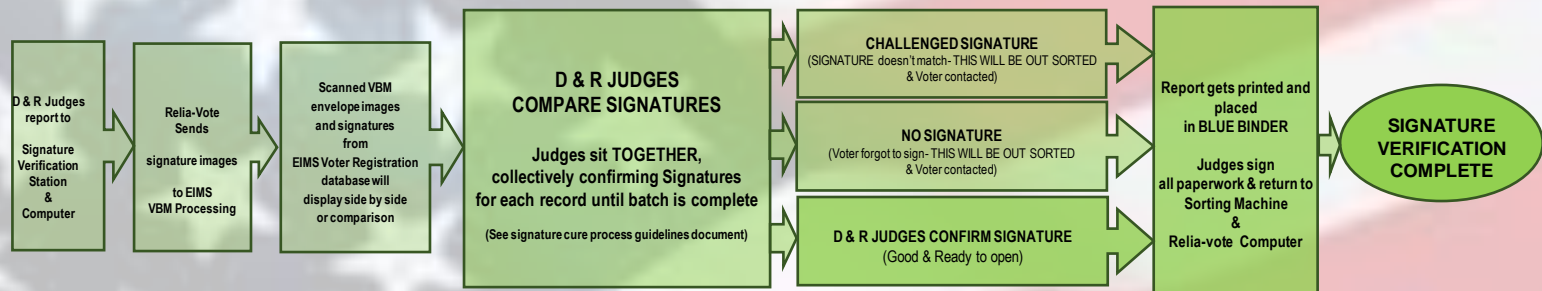 D & R Judges
report to
Signature
Verification
Station
&
Computer
Relia-Vote
Sends
signature images
to EIMS
VBM Processing
Scanned VBM
envelope images
and signatures
from
EIMS Voter Registration
database will
display side by side
or comparison
D & R JUDGES
COMPARE SIGNATURES
Judges sit TOGETHER,
collectively confirming Signatures
for each record until batch is complete
(See signature cure process guidelines document)
CHALLENGED SIGNATURE
(SIGNATURE doesn't match- THIS WILL BE OUT SORTED
& Voter contacted)
NO SIGNATURE
(Voter forgot to sign- THIS WILL BE OUT SORTED
& Voter contacted)
D & R JUDGES CONFIRM SIGNATURE
(Good & Ready to open)
Report gets printed and
placed
in BLUE BINDER
Judges sign
all paperwork & return to
Sorting Machine
&
Relia-vote Computer
SIGNATURE
VERIFICATION
COMPLETE